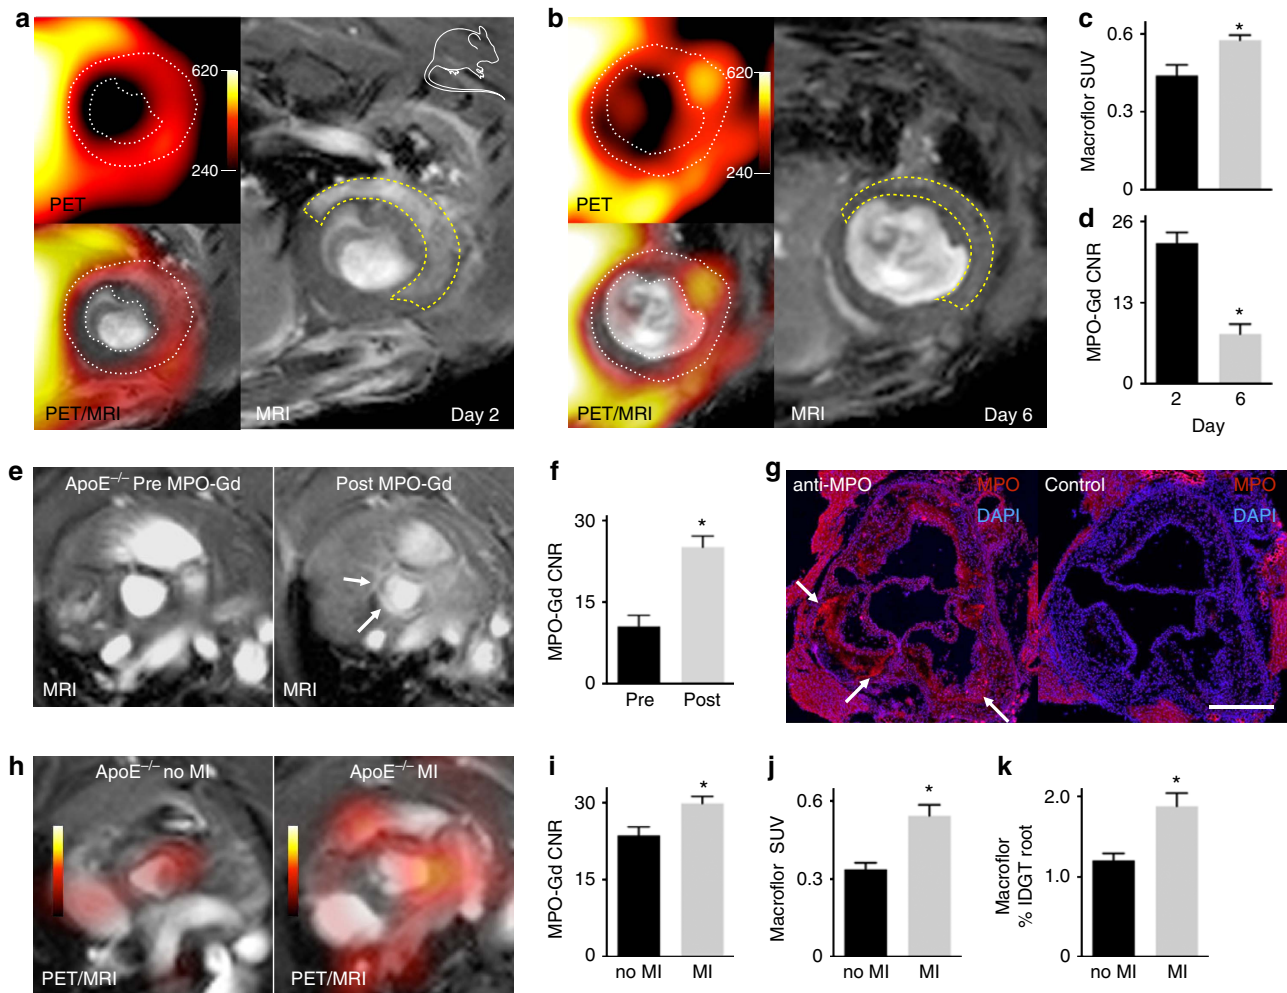 a
620
240
PET
PET/MRI
MRI
Day 2
b
620
240
PET
PET/MRI
MRI
Day 6
c
Macroflor SUV
0.6
0.3
0
*
d
MPO-Gd CNR
26
13
0
*
2
6
Day
e
ApoE–/– Pre MPO-Gd
Post MPO-Gd
MRI
MRI
f
MPO-Gd CNR
30
15
0
*
Pre
Post
g
anti-MPO
MPO
DAPI
Control
MPO
DAPI
h
ApoE–/– no MI
ApoE–/– MI
PET/MRI
PET/MRI
i
MPO-Gd CNR
30
15
0
*
no MI
MI
j
Macroflor SUV
0.6
0.3
0
*
no MI
MI
k
Macroflor
% IDGT root
2.0
1.0
0
*
no MI
MI